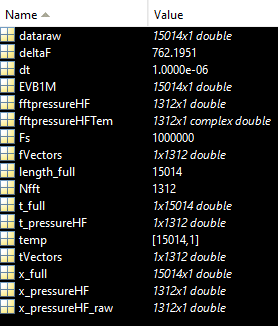 Name Value
dataraw 15014x1 double
deltaF 762.1951
dt 1.0000e-06
EVB1M 15014x1 double
fftpressureHF 1312x1 double
fftpressureHFTem 1312x1 complex double
Fs 1000000
fVectors 1x1312 double
length_full 15014
Nfft 1312
t_full 1x15014 double
t_pressureHF 1x1312 double
temp [15014,1]
tVectors 1x1312 double
x_full 15014x1 double
x_pressureHF 1312x1 double
x_pressureHF_raw 1312x1 double